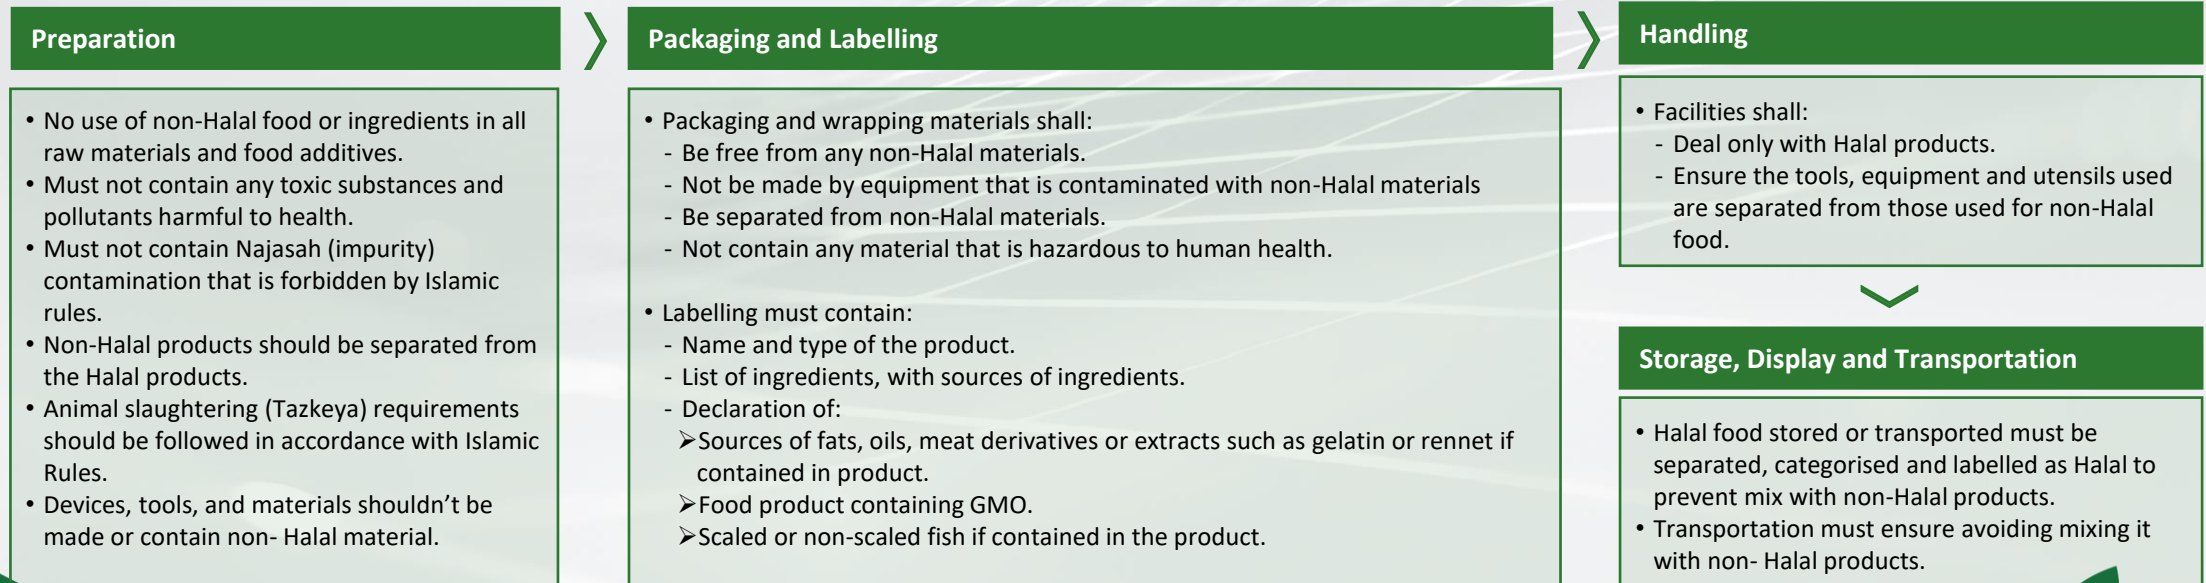 Preparation
• No use of non-Halal food or ingredients in all
raw materials and food additives.
• Must not contain any toxic substances and
pollutants harmful to health.
• Must not contain Najasah (impurity)
contamination that is forbidden by Islamic
rules.
• Non-Halal products should be separated from
the Halal products.
• Animal slaughtering (Tazkeya) requirements
should be followed in accordance with Islamic
Rules.
• Devices, tools, and materials shouldn’t be
made or contain non- Halal material.
Packaging and Labelling
• Packaging and wrapping materials shall:
- Be free from any non-Halal materials.
- Not be made by equipment that is contaminated with non-Halal materials
- Be separated from non-Halal materials.
- Not contain any material that is hazardous to human health.
• Labelling must contain:
- Name and type of the product.
- List of ingredients, with sources of ingredients.
- Declaration of:
➢Sources of fats, oils, meat derivatives or extracts such as gelatin or rennet if
contained in product.
➢Food product containing GMO.
➢Scaled or non-scaled fish if contained in the product.
Handling
• Facilities shall:
- Deal only with Halal products.
- Ensure the tools, equipment and utensils used
are separated from those used for non-Halal
food.
Storage, Display and Transportation
• Halal food stored or transported must be
separated, categorised and labelled as Halal to
prevent mix with non-Halal products.
• Transportation must ensure avoiding mixing it
with non- Halal products.